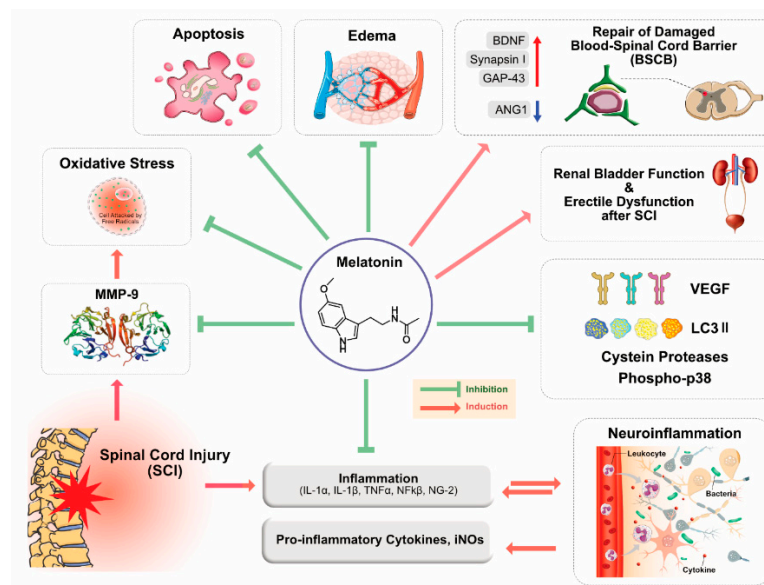 Apoptosis
Edema
BDNF
Synapsin I
GAP-43
ANG1
Repair of Damaged
Blood-Spinal Cord Barrier
(BSCB)
Oxidative Stress
Cell Attacked by
Free Radicals
Renal Bladder Function
&
Erectile Dysfunction
after SCI
Melatonin
O
N
H
NH
O
MMP-9
VEGF
LC3 II
Cystein Proteases
Phospho-p38
Inhibition
Induction
Spinal Cord Injury
(SCI)
Inflammation
(IL-1α, IL-1β, TNFα, NFkβ, NG-2)
Pro-inflammatory Cytokines, iNOs
Neuroinflammation
Leukocyte
Bacteria
Cytokine